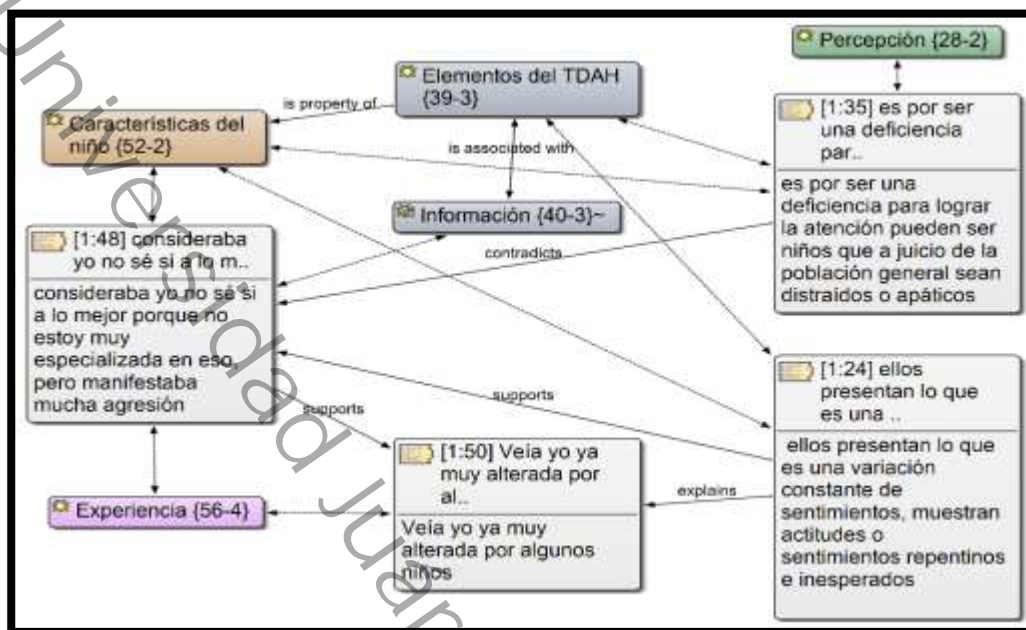 Percepción {28-2}
Elementos del TDAH
{39-3}
is property of
Características del
niño {52-2}
is associated with
[1:35] es por ser
una deficiencia
par..
es por ser una
deficiencia para lograr
la atención pueden ser
niños que a juicio de la
población general sean
distraídos o apáticos
Información {40-3}~
contradicts
[1:48] consideraba
yo no sé si a lo m..
consideraba yo no sé si
a lo mejor porque no
estoy muy
especializada en eso,
pero manifestaba
mucha agresión
supports
supports
[1:24] ellos
presentan lo que
es una ..
ellos presentan lo que
es una variación
constante de
sentimientos, muestran
actitudes o
sentimientos repentinos
e inesperados
[1:50] Veía yo ya
muy alterada por
al..
Veía yo ya muy
alterada por algunos
niños
explains
Experiencia {56-4}
Universidad Juá